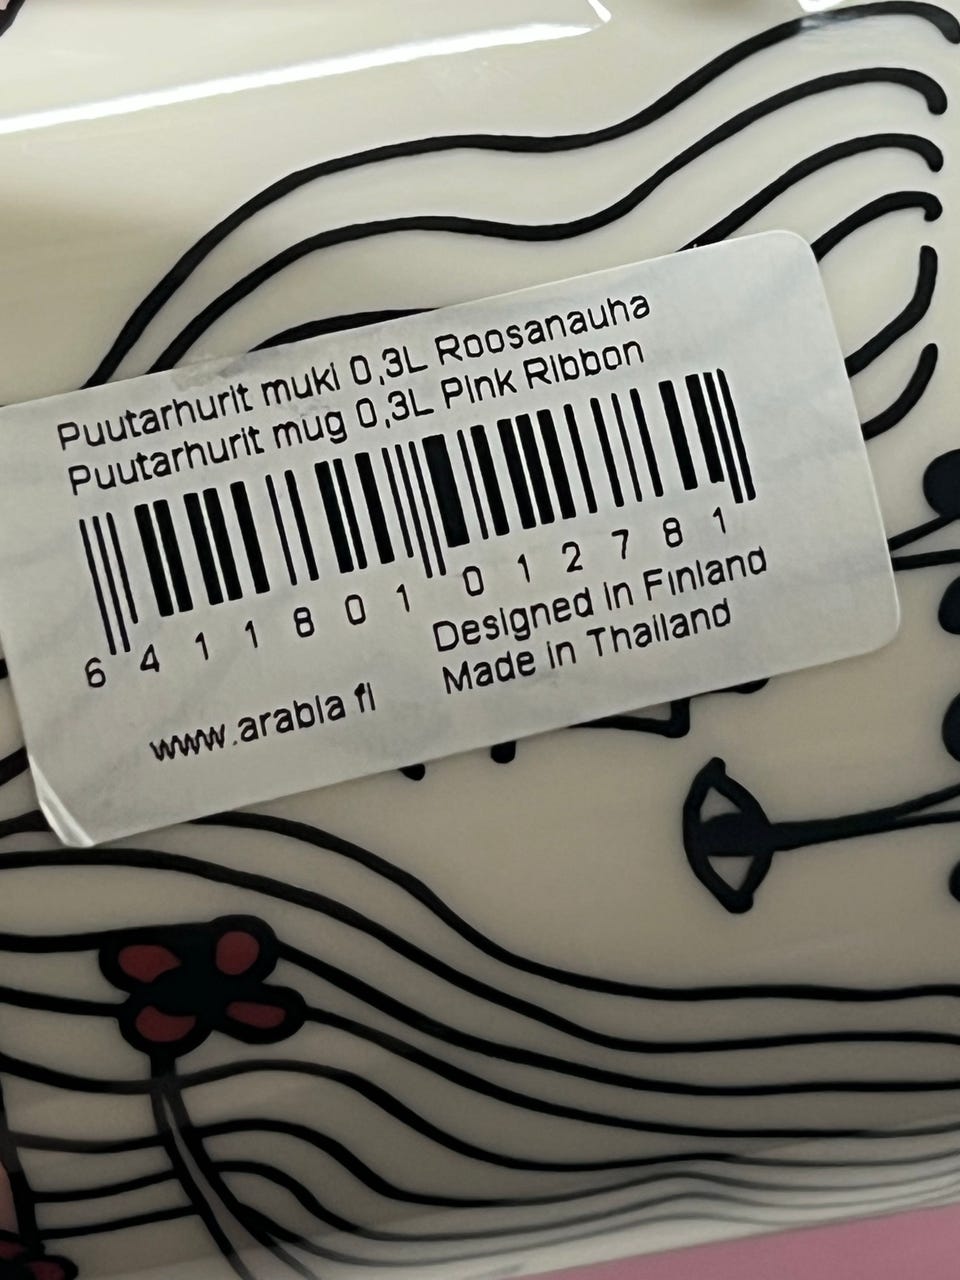 Puutarhurit muki 0,3L Roosanauha
Puutarhurit mug 0,3L Pink Ribbon
6 411801 012781
Designed in Finland
Made in Thailand
www.arabia.fi